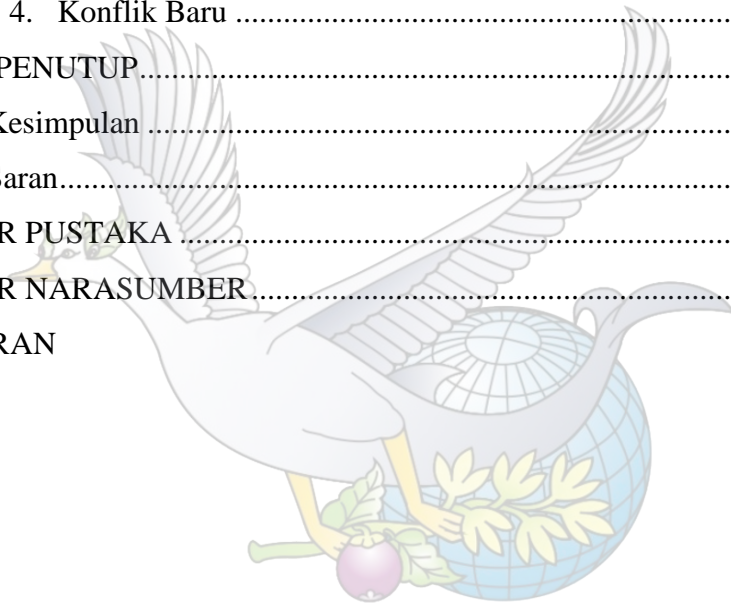 4. Konflik Baru ........................................................................
PENUTUP........................................................................
Kesimpulan ........................................................................
Saran........................................................................
R PUSTAKA ........................................................................
R NARASUMBER........................................................................
RAN